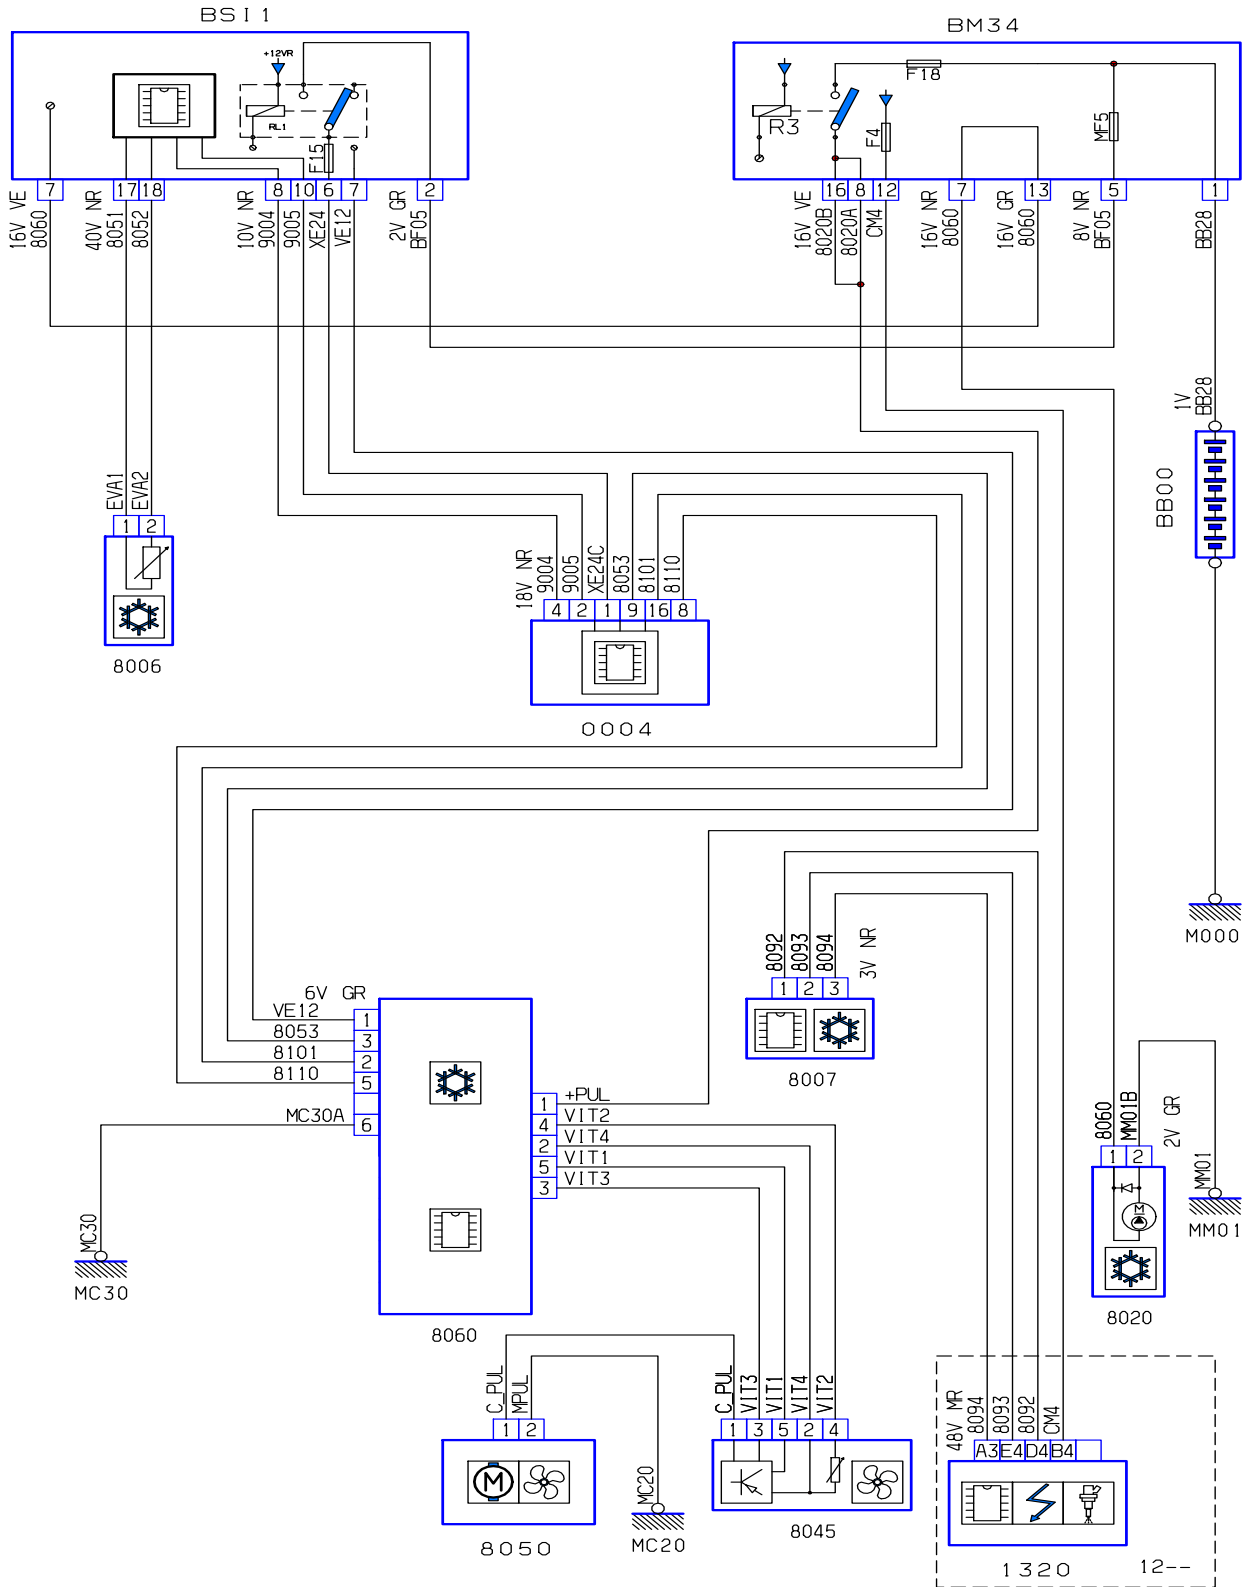 BSI1
BM34
+12VR
RL1
F15
R3
F18
F4
MF5
7
17
18
8
10
6
7
2
16
8
12
7
13
5
1
16V VE
8060
40V NR
8051
8052
10V NR
9004
9005
XE24
VE12
2V GR
BF05
16V VE
8020B
8020A
CM4
16V NR
8060
16V GR
8060
8V NR
BF05
BB28
1V
BB28
BB00
EVA1
EVA2
1
2
8006
18V NR
9004
9005
XE24C
8053
8101
8110
4
2
1
9
16
8
0004
M000
8092
8093
8094
3V NR
1
2
3
8007
6V GR
VE12
8053
8101
8110
MC30A
1
3
2
5
6
1
4
2
5
3
+PUL
VIT2
VIT4
VIT1
VIT3
8060
MC30
MC30
8060
MM01B
2V GR
1
2
M
8020
MM01
MM01
C_PUL
MPUL
1
2
M
8050
MC20
MC20
C_PUL
VIT3
VIT1
VIT4
VIT2
1
3
5
2
4
8045
48V MR
8094
8093
8092
CM4
A3
E4
D4
B4
1320
12--